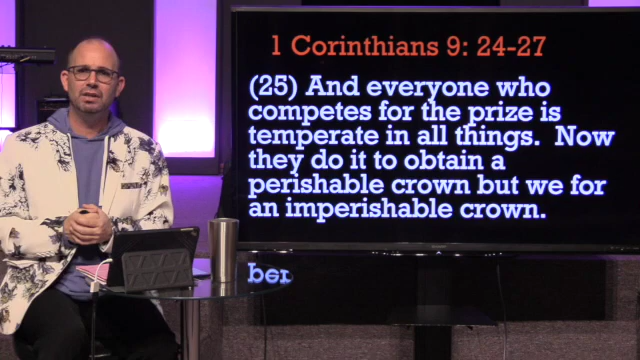 1 Corinthians 9: 24-27
(25) And everyone who
competes for the prize is
temperate in all things. Now
they do it to obtain a
perishable crown but we for
an imperishable crown.